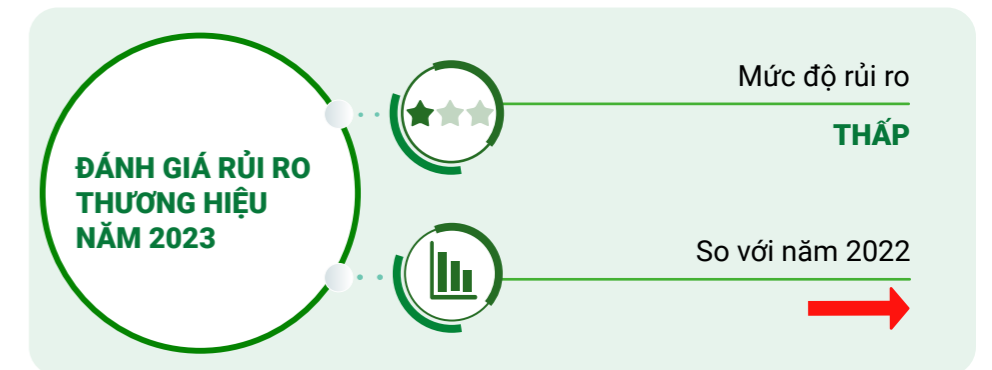 ĐÁNH GIÁ RỦI RO
THƯƠNG HIỆU
NĂM 2023
Mức độ rủi ro
THẤP
So với năm 2022